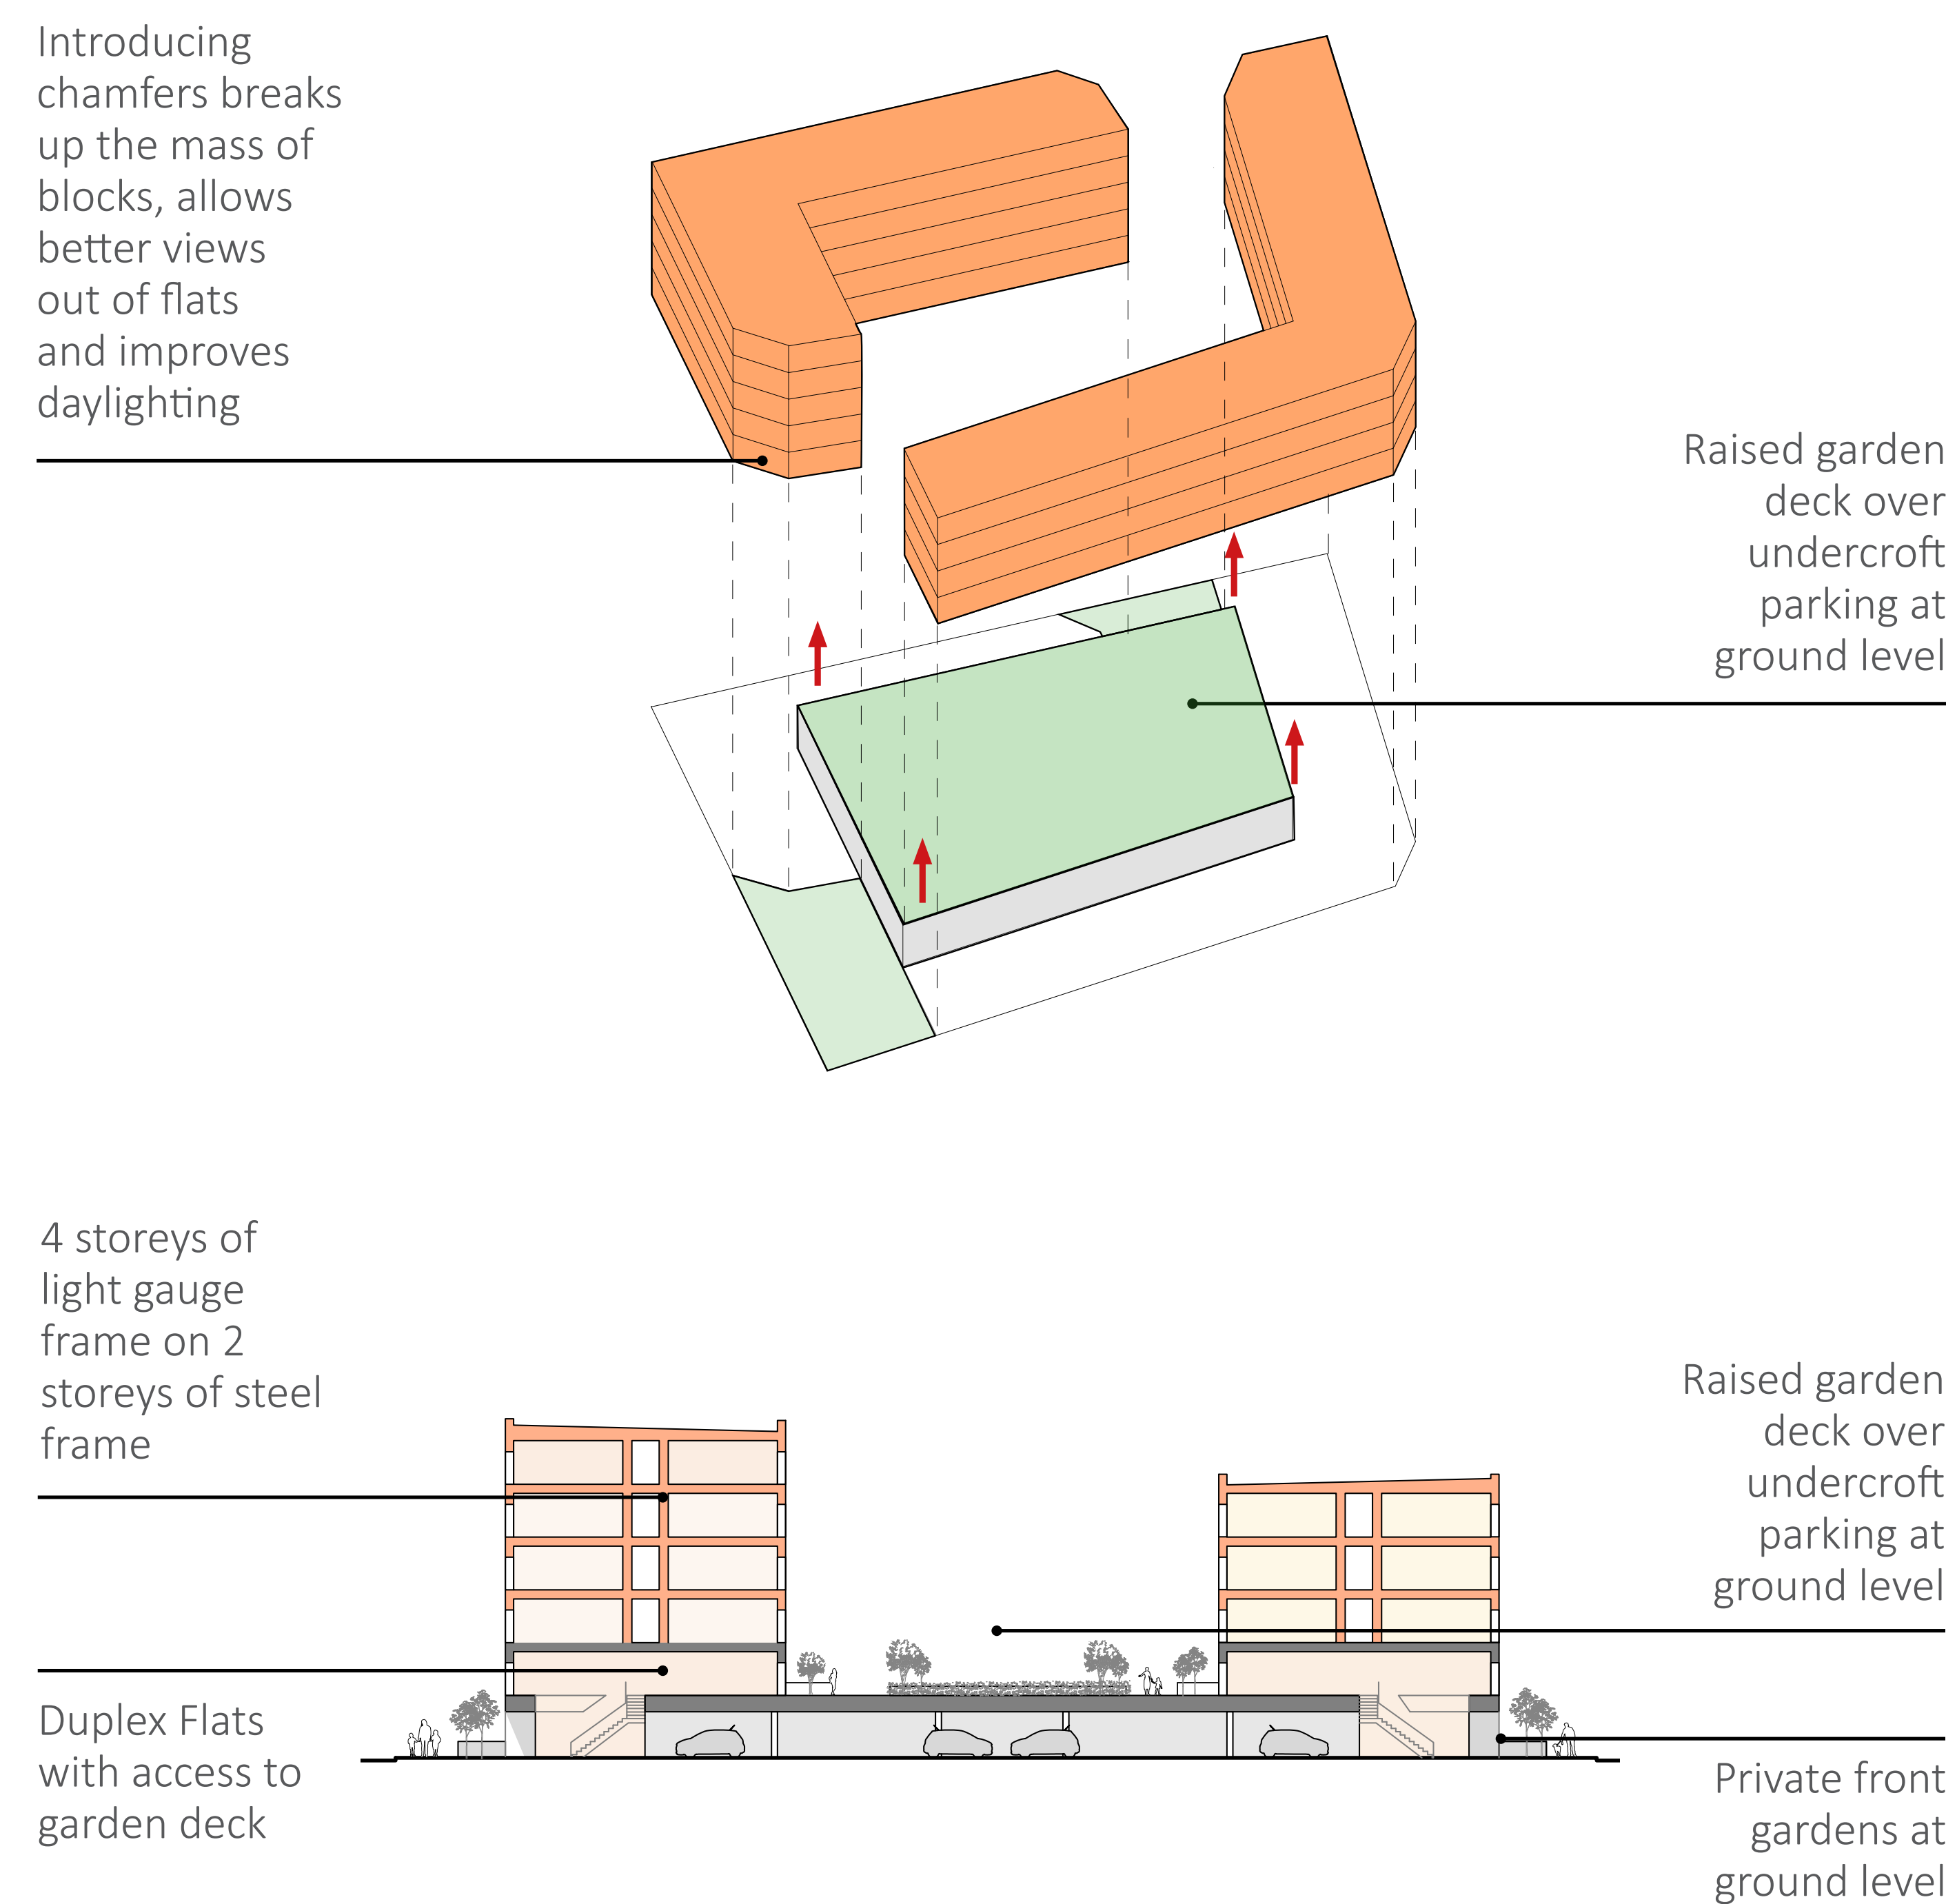 Introducing
chamfers breaks
up the mass of
blocks, allows
better views
out of flats
and improves
daylighting
Raised garden
deck over
undercroft
parking at
ground level
4 storeys of
light gauge
frame on 2
storeys of steel
frame
Raised garden
deck over
undercroft
parking at
ground level
Duplex Flats
with access to
garden deck
Private front
gardens at
ground level